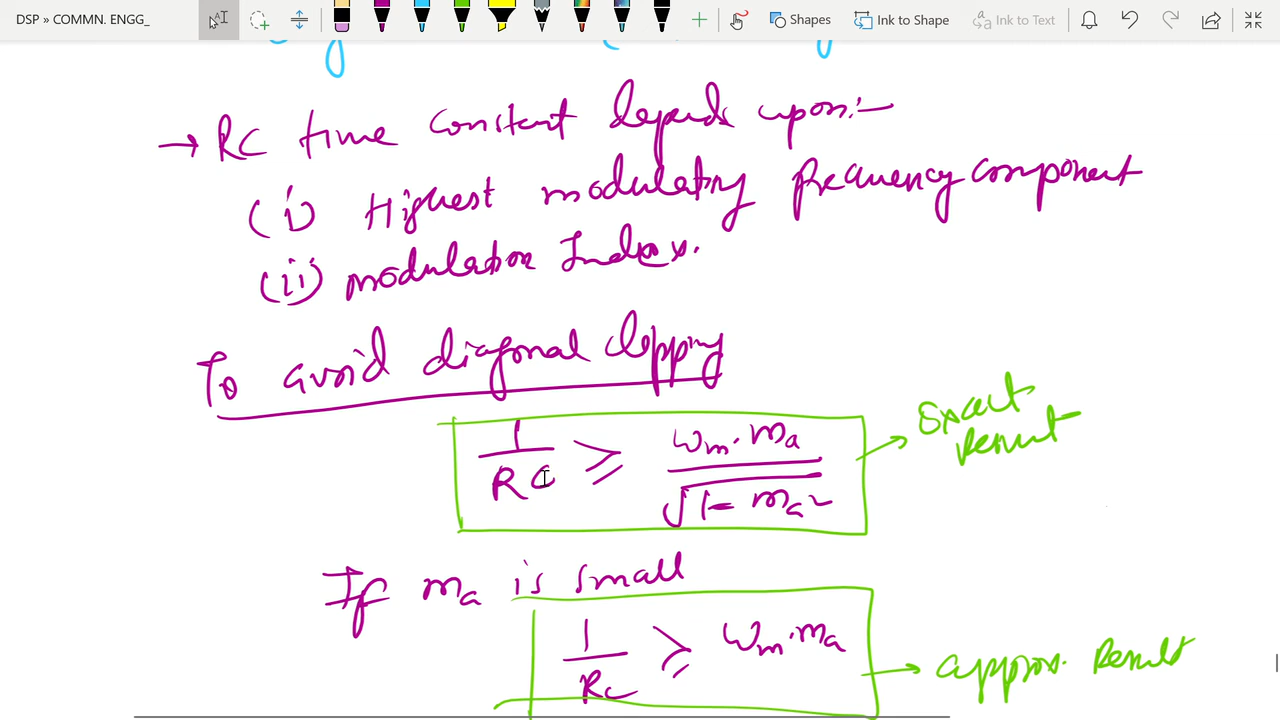 DSP » COMMN. ENGG_
Shapes Ink to Shape Ink to Text
→ RC time constant depends upon:-
(i) Highest modulating frequency component
(ii) modulation Index.
To avoid diagonal clipping
1/RC ≥ ωm·ma/√1-ma² → Exact Result
If ma is small
1/RC ≥ ωm·ma → approx. Result